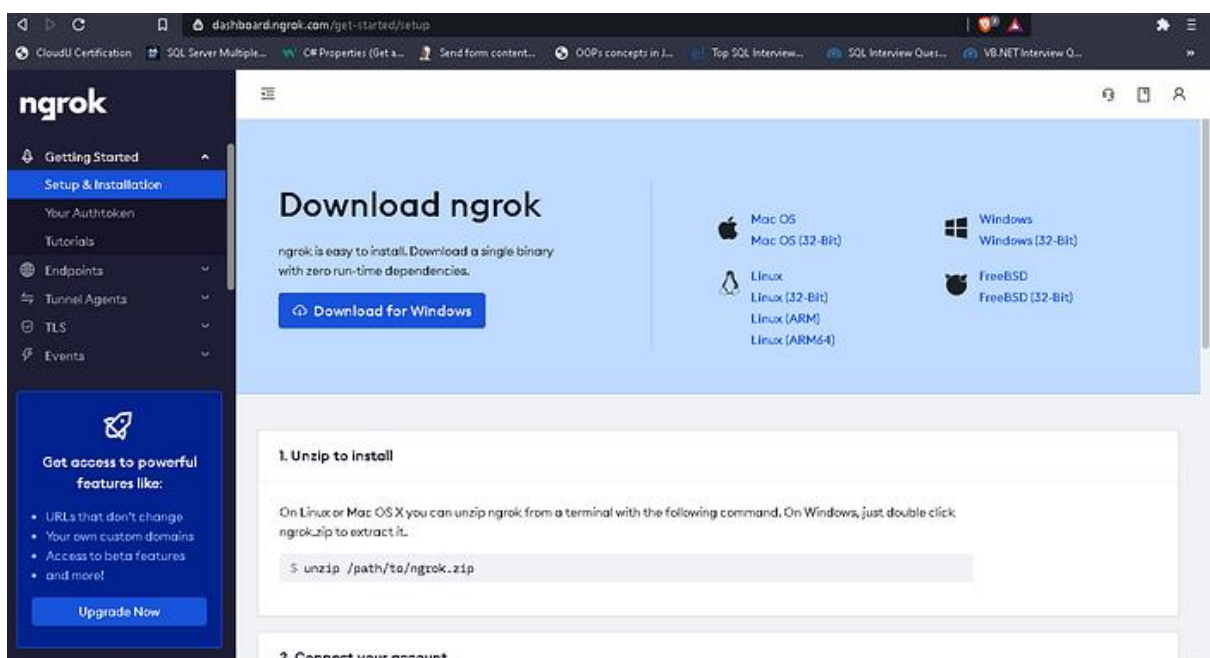 dashboard.ngrok.com/get-started/setup
CloudU Certification SQL Server Multiple... C# Properties (Get a... Send form content... OOPs concepts in J... Top SQL Interview... SQL Interview Ques... VB.NET Interview Q... »
ngrok
Getting Started
Setup & Installation
Your Authtoken
Tutorials
Endpoints
Tunnel Agents
TLS
Events
Get access to powerful
features like:
• URLs that don't change
• Your own custom domains
• Access to beta features
• and more!
Upgrade Now
Download ngrok
ngrok is easy to install. Download a single binary
with zero run-time dependencies.
Download for Windows
Mac OS
Mac OS (32-Bit)
Linux
Linux (32-Bit)
Linux (ARM)
Linux (ARM64)
Windows
Windows (32-Bit)
FreeBSD
FreeBSD (32-Bit)
1. Unzip to install
On Linux or Mac OS X you can unzip ngrok from a terminal with the following command. On Windows, just double click
ngrok.zip to extract it.
$ unzip /path/to/ngrok.zip
2. Connect your account